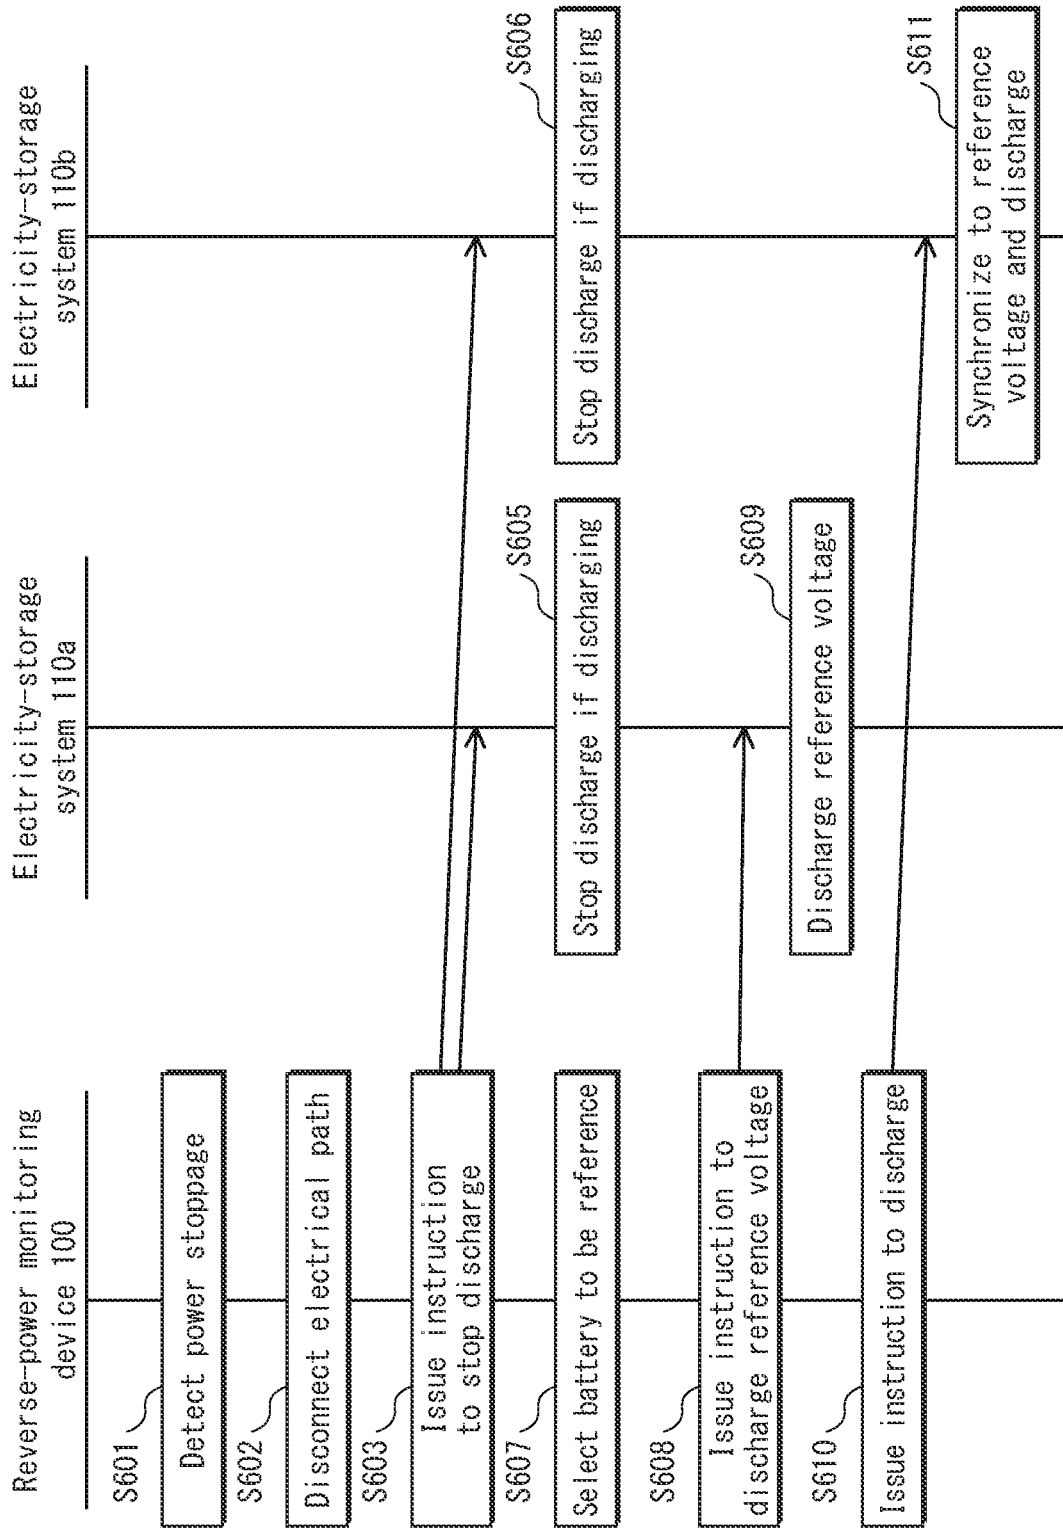 Reverse-power monitoring
device 100
Electricity-storage
system 110a
Electricity-storage
system 110b
S601
Detect power stoppage
S602
Disconnect electrical path
S603
Issue instruction
to stop discharge
S605
Stop discharge if discharging
S606
Stop discharge if discharging
S607
Select battery to be reference
S608
Issue instruction to
discharge reference voltage
S609
Discharge reference voltage
S610
Issue instruction to discharge
S611
Synchronize to reference
voltage and discharge